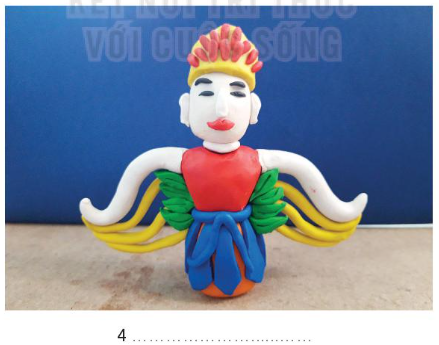 KẾT NỐI TRI THỨC
VỚI CUỘC SỐNG
4 ..............................